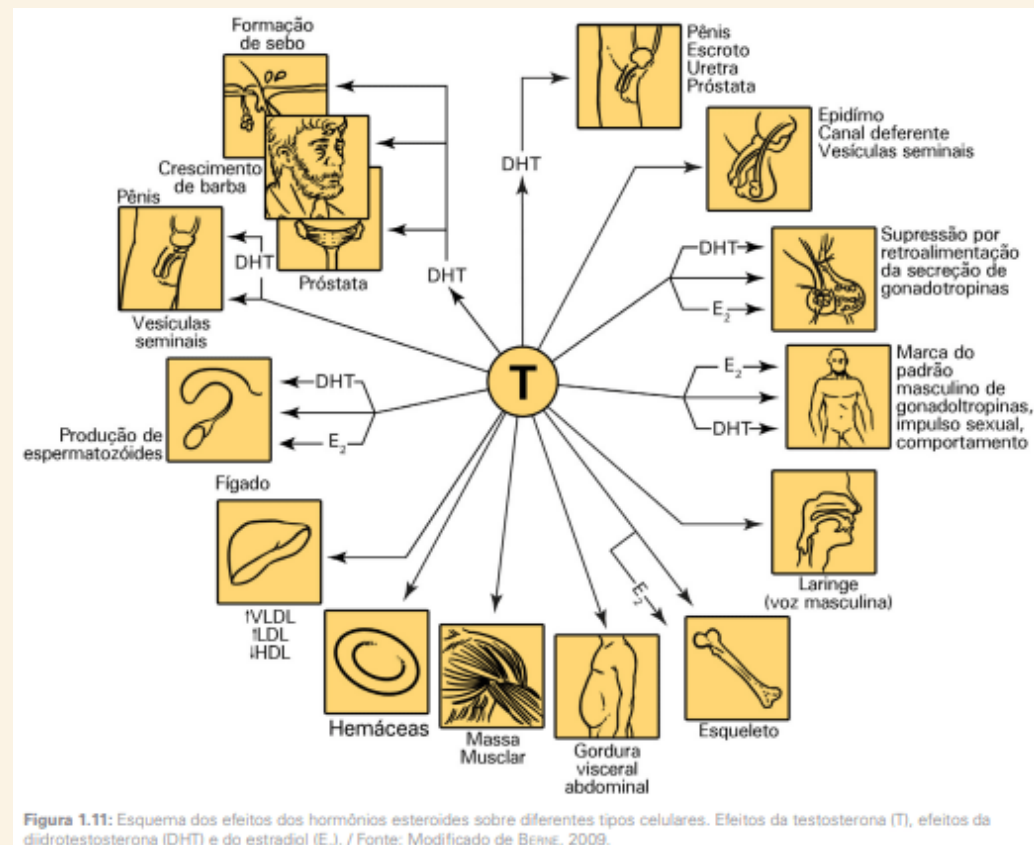 Formação
de sebo
Crescimento
de barba
Pênis
DHT
Próstata
DHT
Vesículas
seminais
DHT
Pênis
Escroto
Uretra
Próstata
Epidímo
Canal deferente
Vesículas seminais
DHT
E₂
Supressão por
retroalimentação
da secreção de
gonadotropinas
T
E₂
DHT
Marca do
padrão
masculino de
gonadoltropinas,
impulso sexual,
comportamento
DHT
E₂
Produção de
espermatozóides
Laringe
(voz masculina)
Fígado
↑VLDL
↑LDL
↓HDL
E₂
Hemáceas
Massa
Musclar
Gordura
visceral
abdominal
Esqueleto
Figura 1.11: Esquema dos efeitos dos hormônios esteroides sobre diferentes tipos celulares. Efeitos da testosterona (T), efeitos da
diidrotestosterona (DHT) e do estradiol (E₂). / Fonte: Modificado de Berne, 2009.